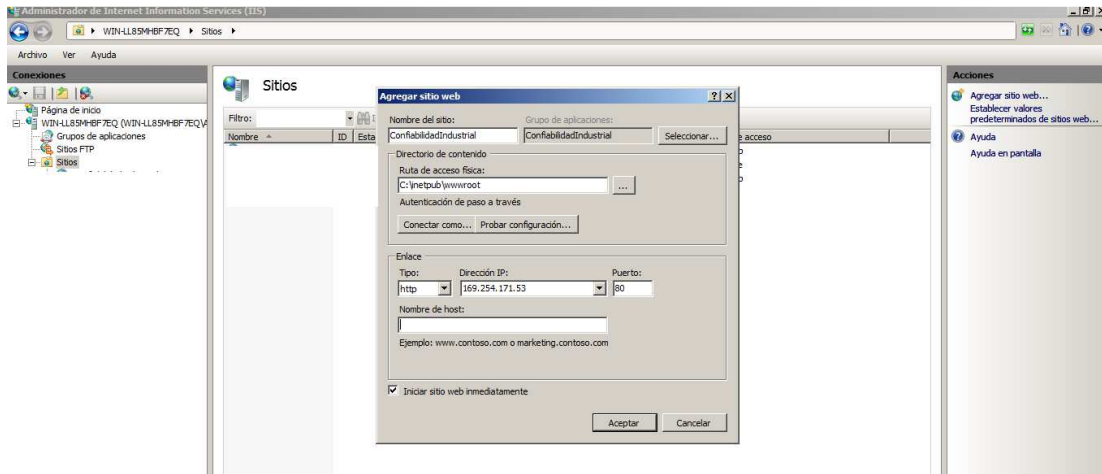 Administrador de Internet Information Services (IIS)
WIN-LL85MHBF7EQ Sitios
Archivo Ver Ayuda
Conexiones
Página de inicio
WIN-LL85MHBF7EQ (WIN-LL85MHBF7EQ\A
Grupos de aplicaciones
Sitios FTP
Sitios
Sitios
Filtro:
Nombre ID Esta
e acceso
Agregar sitio web
Nombre del sitio: Grupo de aplicaciones:
ConfiabilidadIndustrial ConfiabilidadIndustrial Seleccionar...
Directorio de contenido
Ruta de acceso física:
C:\inetpub\wwwroot ...
Autenticación de paso a través
Conectar como... Probar configuración...
Enlace
Tipo: Dirección IP: Puerto:
http 169.254.171.53 80
Nombre de host:
Ejemplo: www.contoso.com o marketing.contoso.com
Iniciar sitio web inmediatamente
Aceptar Cancelar
Acciones
Agregar sitio web...
Establecer valores
predeterminados de sitios web...
Ayuda
Ayuda en pantalla